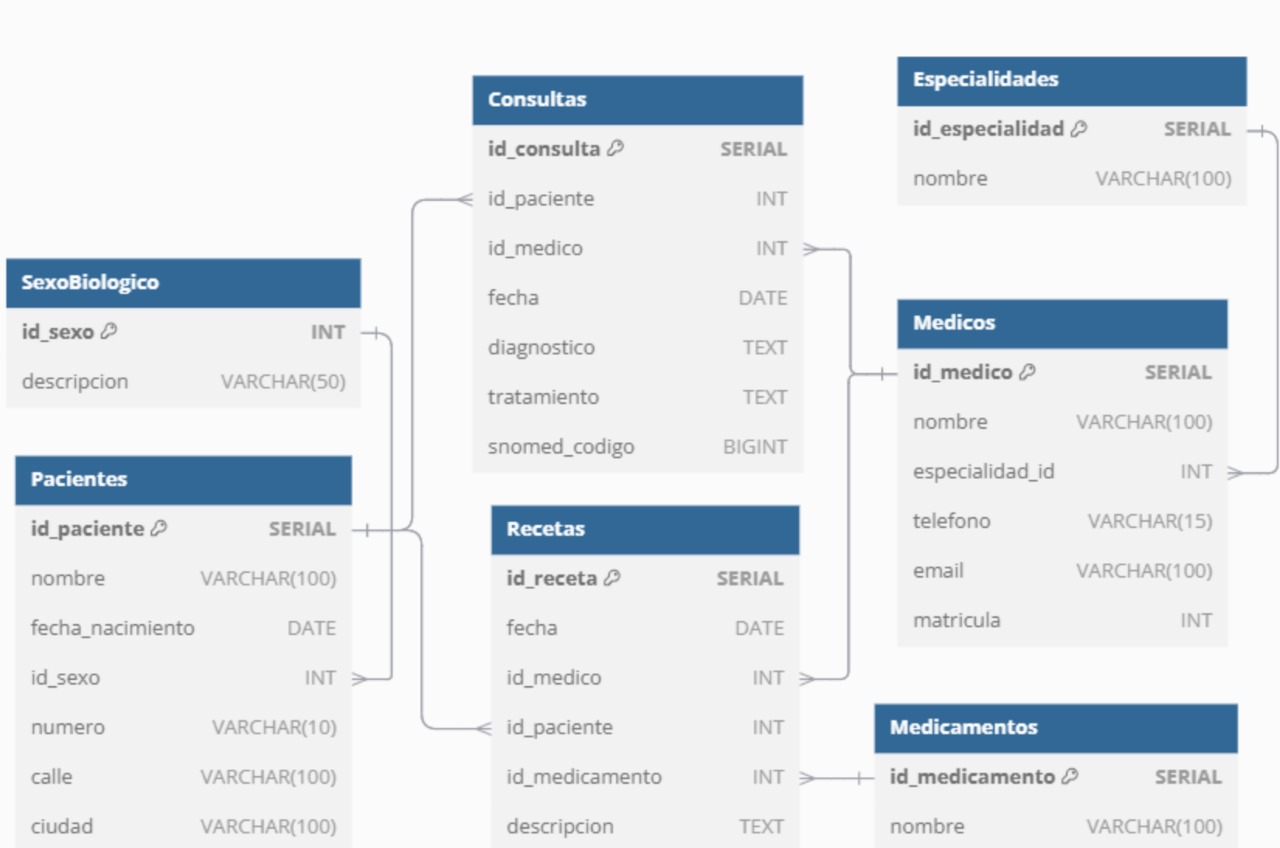 Consultas
id_consulta SERIAL
id_paciente INT
id_medico INT
fecha DATE
diagnostico TEXT
tratamiento TEXT
snomed_codigo BIGINT
Especialidades
id_especialidad SERIAL
nombre VARCHAR(100)
SexoBiologico
id_sexo INT
descripcion VARCHAR(50)
Medicos
id_medico SERIAL
nombre VARCHAR(100)
especialidad_id INT
telefono VARCHAR(15)
email VARCHAR(100)
matricula INT
Pacientes
id_paciente SERIAL
nombre VARCHAR(100)
fecha_nacimiento DATE
id_sexo INT
numero VARCHAR(10)
calle VARCHAR(100)
ciudad VARCHAR(100)
Recetas
id_receta SERIAL
fecha DATE
id_medico INT
id_paciente INT
id_medicamento INT
descripcion TEXT
Medicamentos
id_medicamento SERIAL
nombre VARCHAR(100)